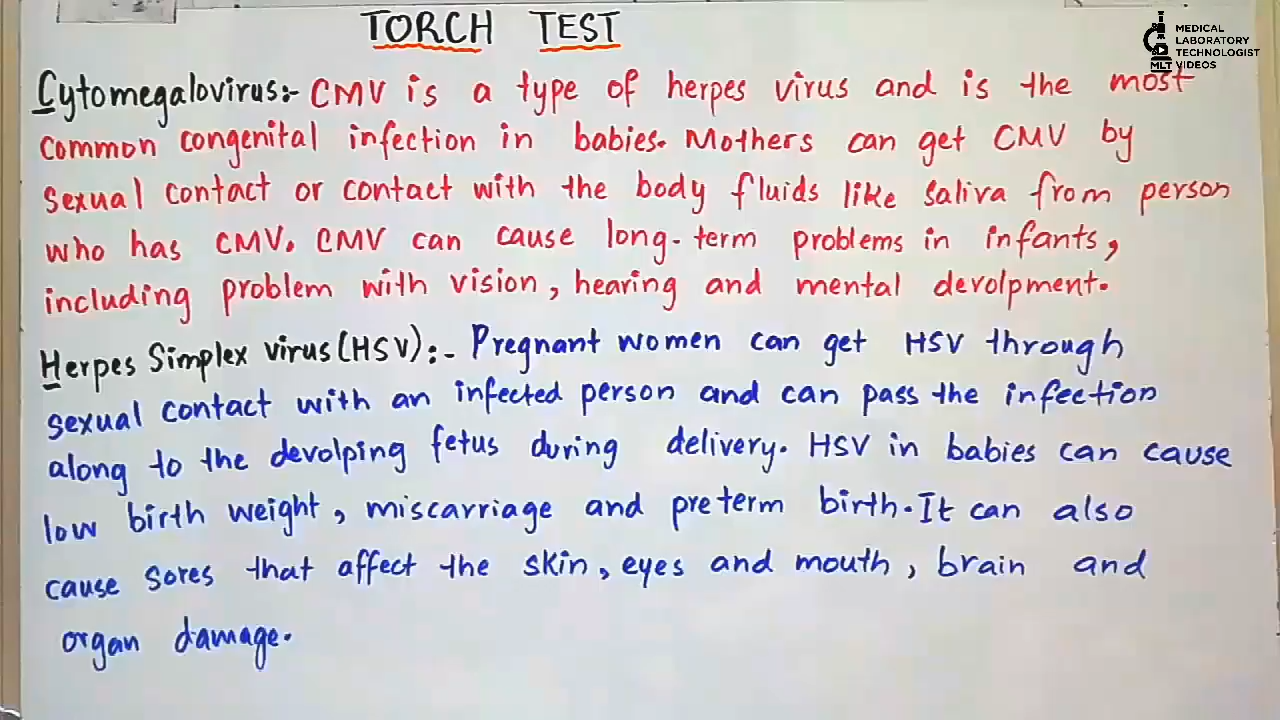 TORCH TEST
MEDICAL
LABORATORY
TECHNOLOGIST
MLT VIDEOS
Cytomegalovirus:- CMV is a type of herpes virus and is the most
common congenital infection in babies. Mothers can get CMV by
sexual contact or contact with the body fluids like saliva from person
who has CMV. CMV can cause long-term problems in infants,
including problem with vision, hearing and mental devolpment.
Herpes Simplex virus(HSV):- Pregnant women can get HSV through
sexual contact with an infected person and can pass the infection
along to the devolping fetus during delivery. HSV in babies can cause
low birth weight, miscarriage and preterm birth. It can also
cause sores that affect the skin, eyes and mouth, brain and
organ damage.